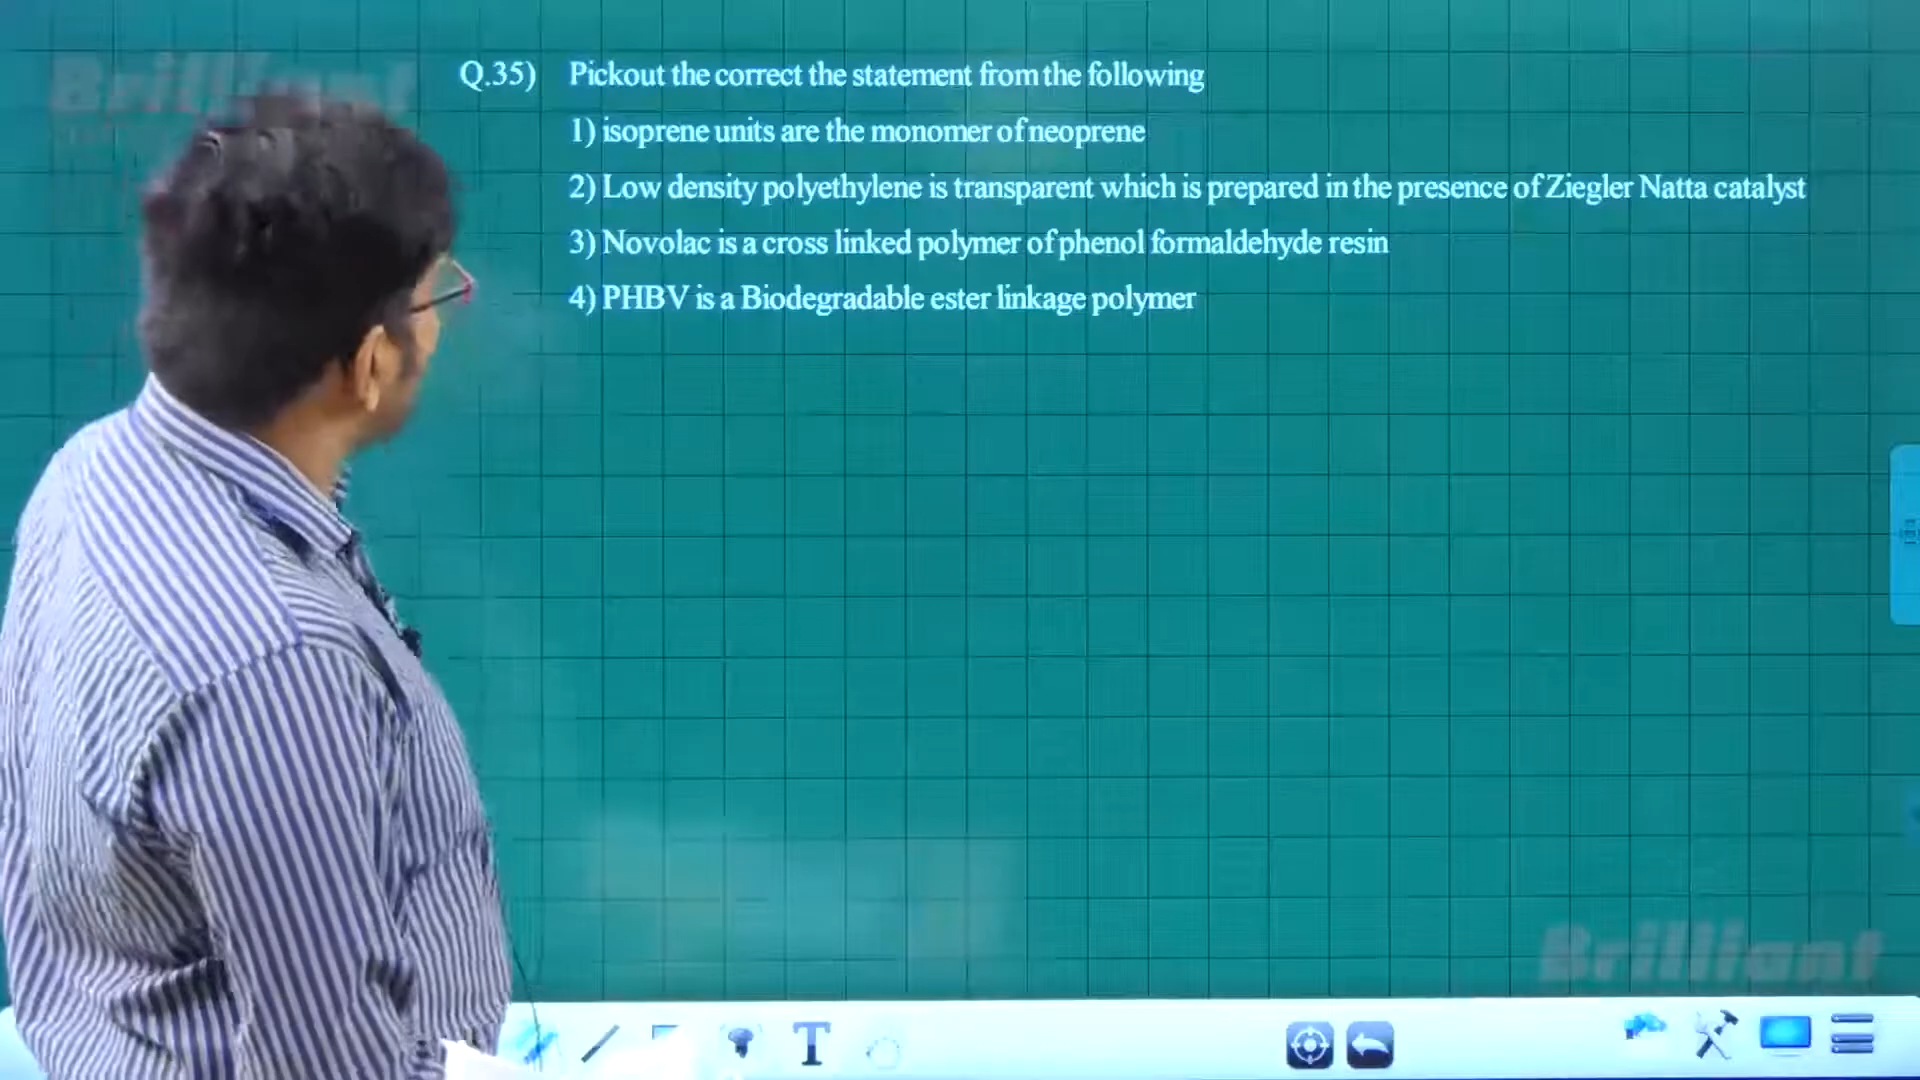 Brilliant
Q.35) Pickout the correct the statement from the following
1) isoprene units are the monomer of neoprene
2) Low density polyethylene is transparent which is prepared in the presence of Ziegler Natta catalyst
3) Novolac is a cross linked polymer of phenol formaldehyde resin
4) PHBV is a Biodegradable ester linkage polymer
Brilliant
T